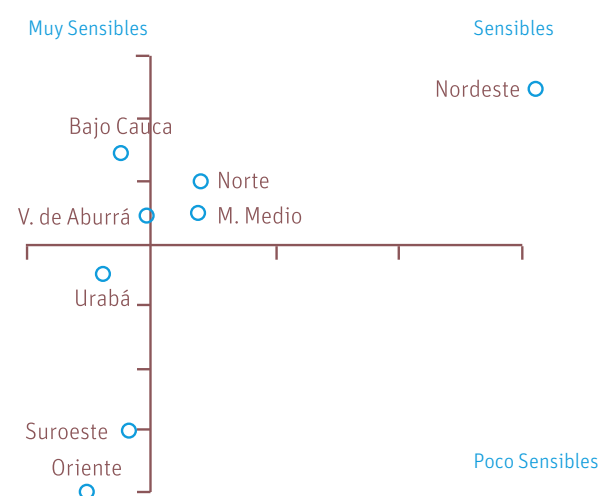 Muy Sensibles
Sensibles
Nordeste
Bajo Cauca
Norte
V. de Aburrá
M. Medio
Urabá
Suroeste
Poco Sensibles
Oriente